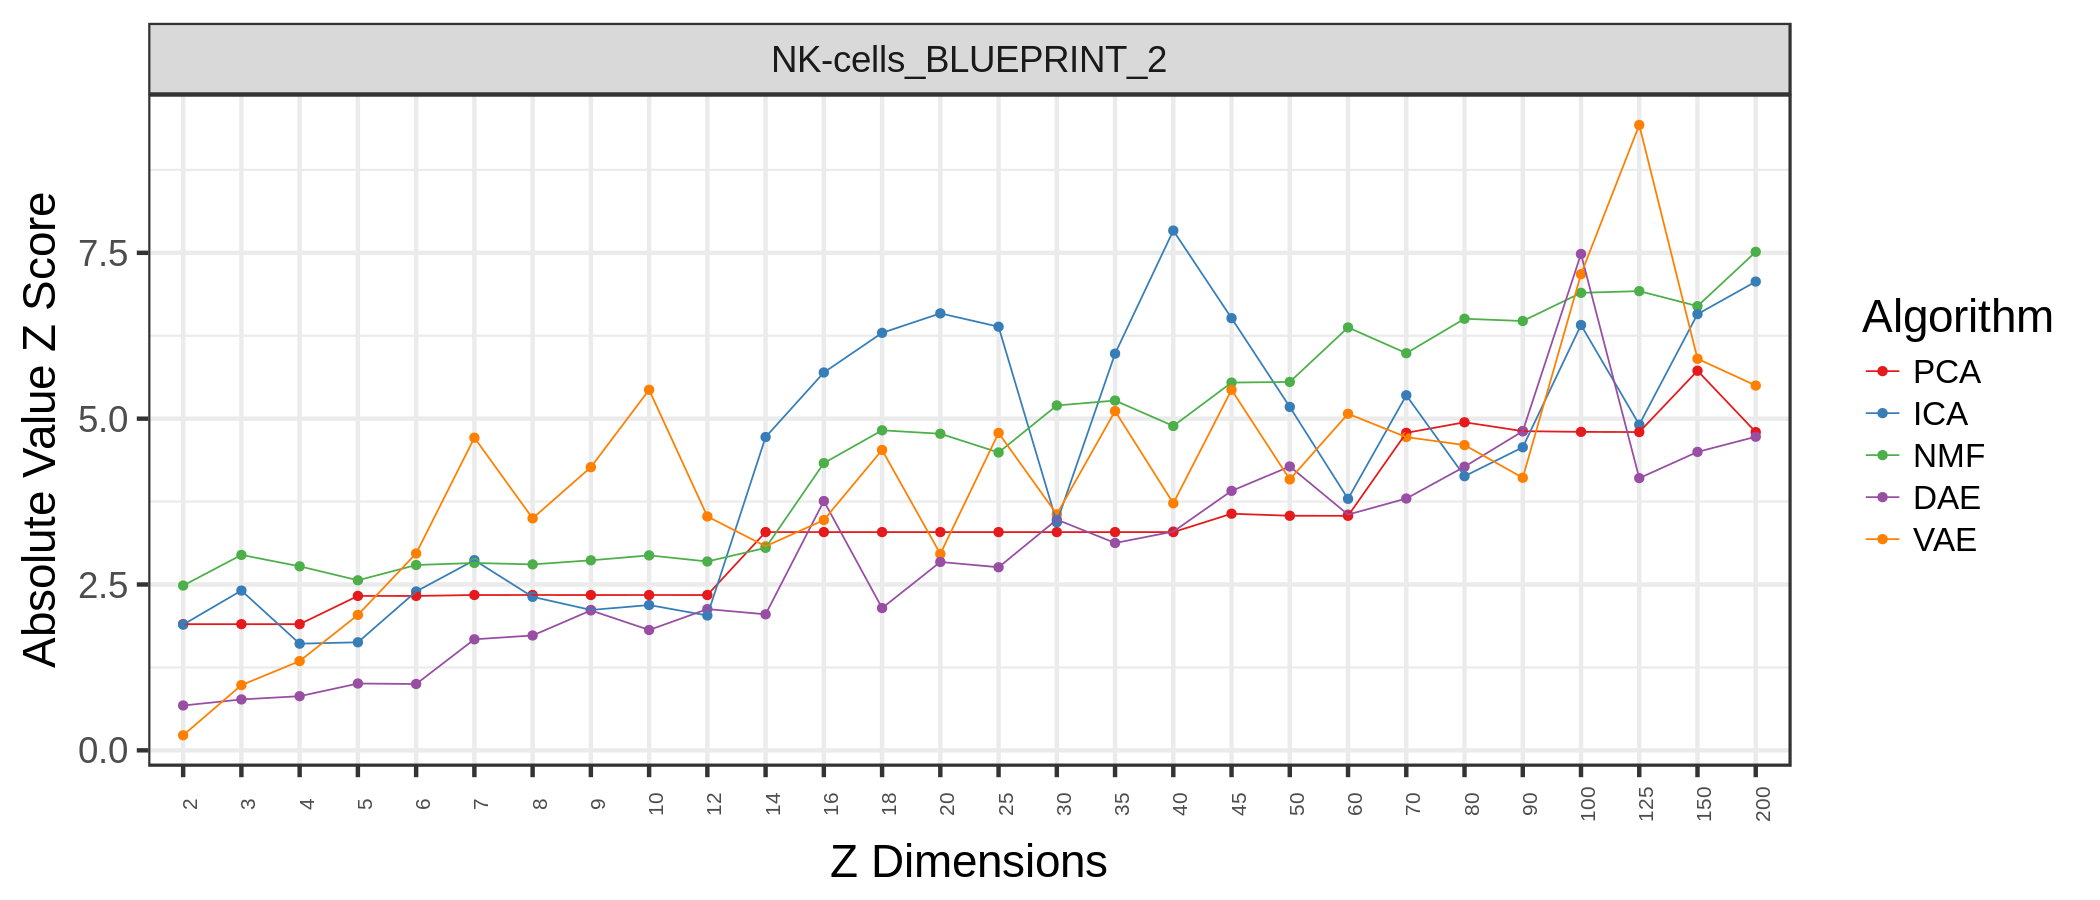 NK-cells_BLUEPRINT_2
Absolute Value Z Score
7.5
5.0
2.5
0.0
2 3 4 5 6 7 8 9 10 12 14 16 18 20 25 30 35 40 45 50 60 70 80 90 100 125 150 200
Z Dimensions
Algorithm
PCA
ICA
NMF
DAE
VAE